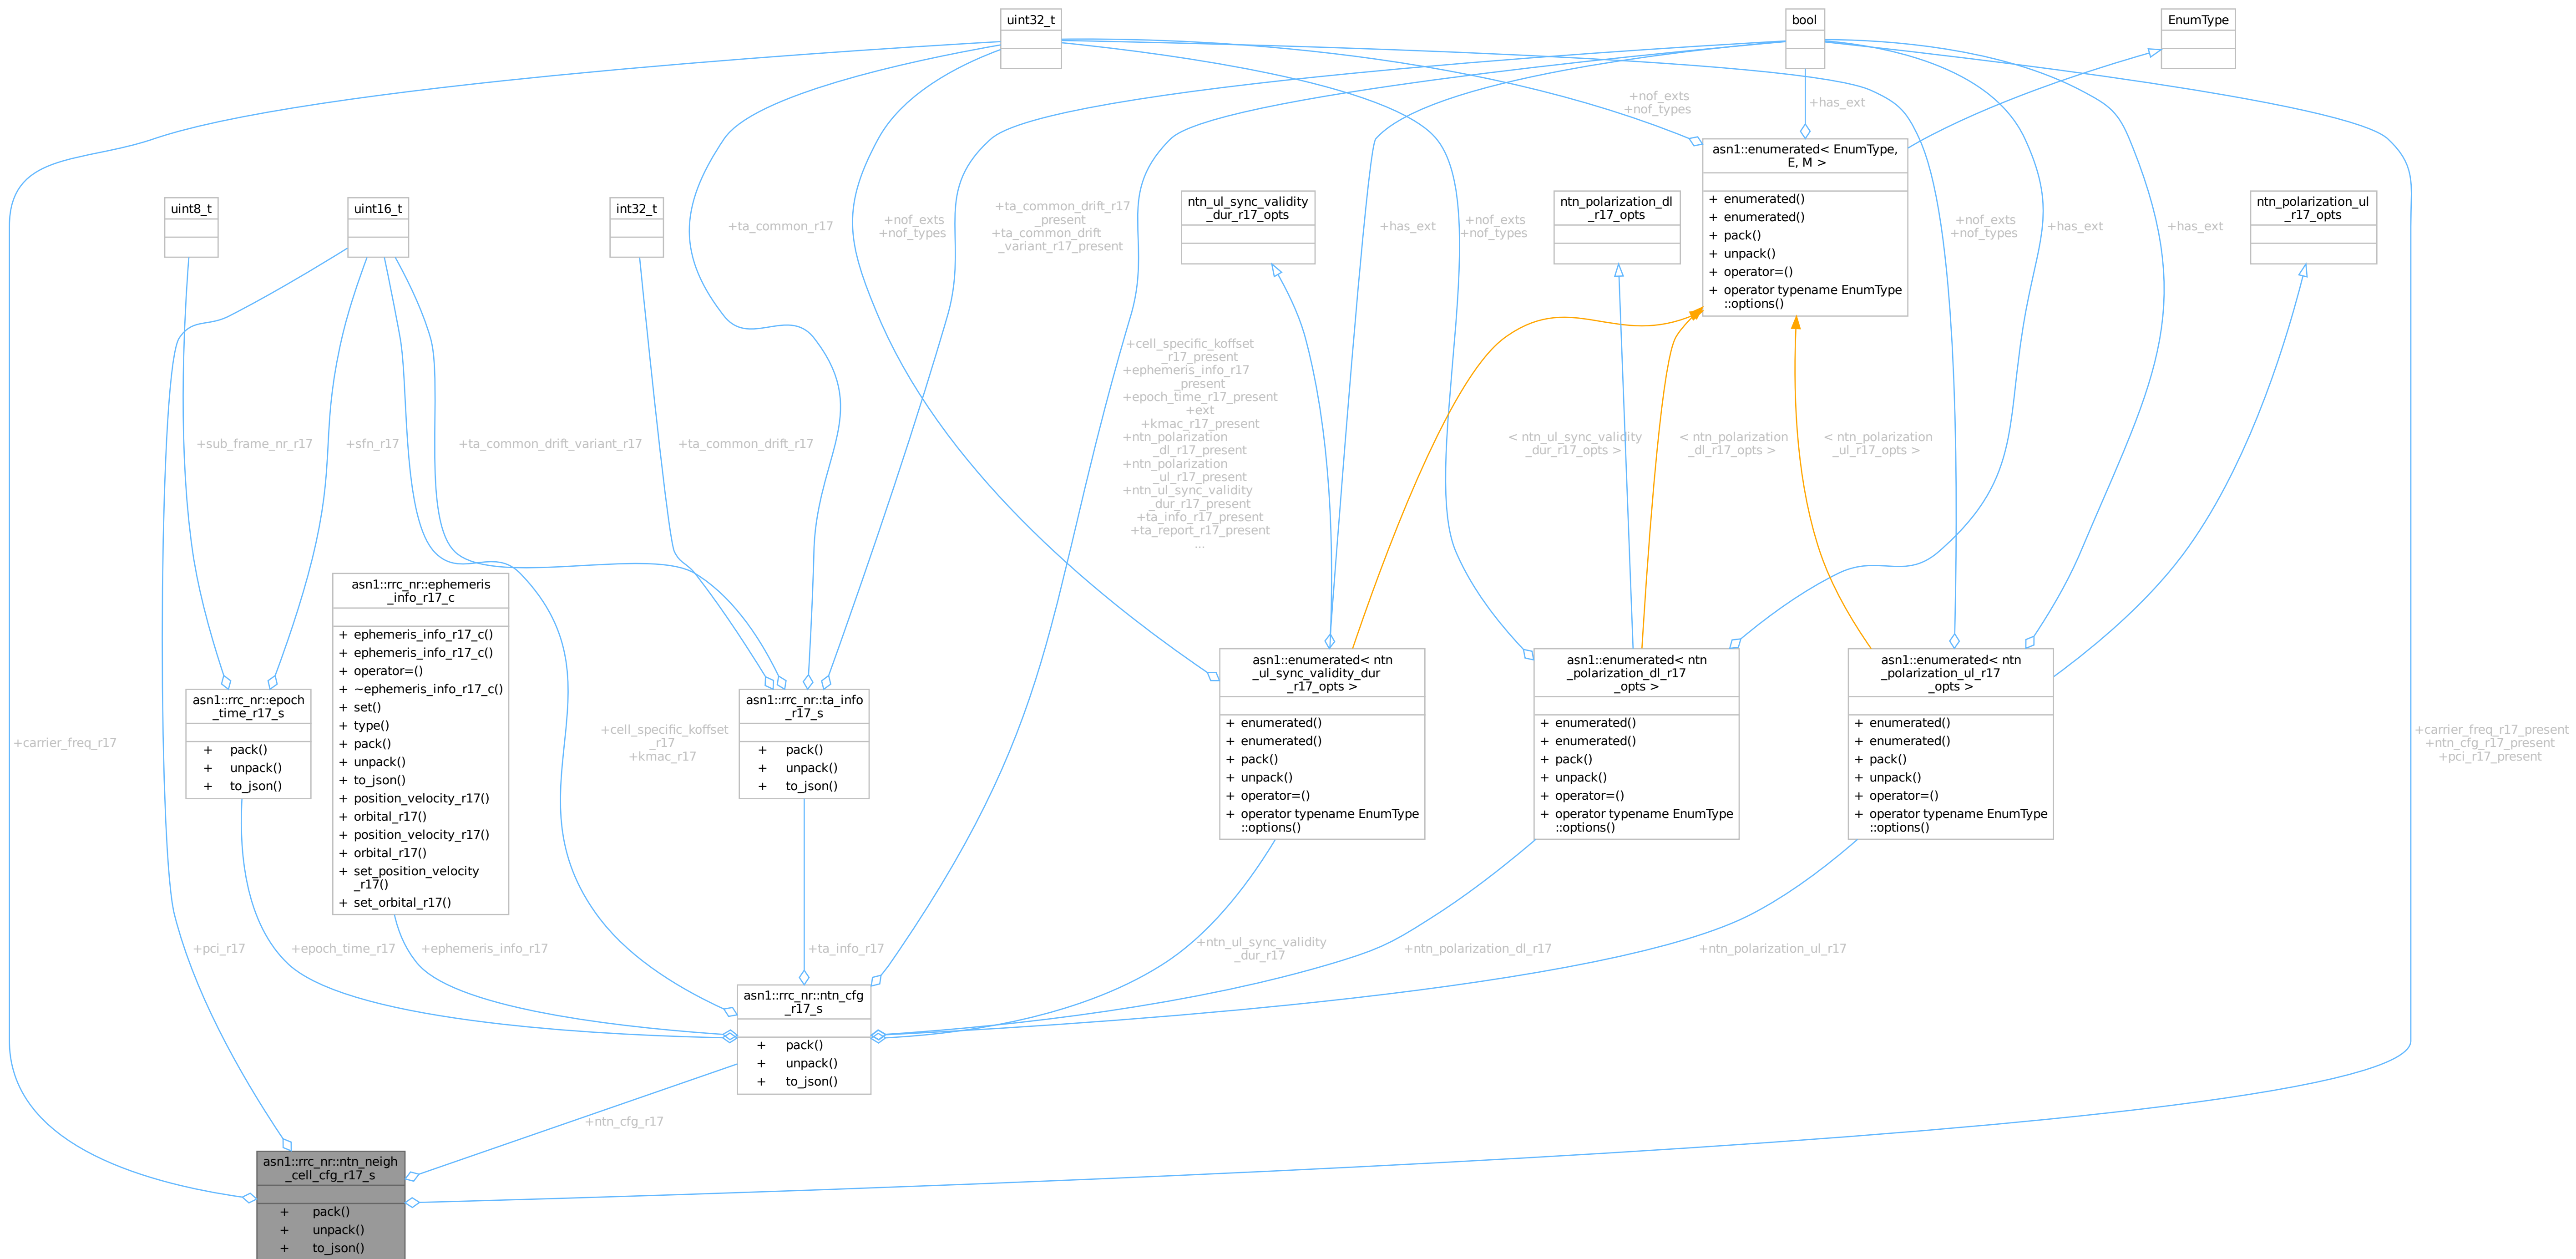 uint32_t
bool
EnumType
+nof_exts
+nof_types
+has_ext
asn1::enumerated< EnumType,
E, M >
+ enumerated()
+ enumerated()
+ pack()
+ unpack()
+ operator=()
+ operator typename EnumType
::options()
uint8_t
uint16_t
int32_t
+ta_common_r17
+nof_exts
+nof_types
+ta_common_drift_r17
_present
+ta_common_drift
_variant_r17_present
ntn_ul_sync_validity
_dur_r17_opts
+has_ext
+nof_exts
+nof_types
ntn_polarization_dl
_r17_opts
+nof_exts
+nof_types
+has_ext
+has_ext
ntn_polarization_ul
_r17_opts
+sub_frame_nr_r17
+sfn_r17
+ta_common_drift_variant_r17
+ta_common_drift_r17
+cell_specific_koffset
_r17_present
+ephemeris_info_r17
_present
+epoch_time_r17_present
+ext
+kmac_r17_present
+ntn_polarization
_dl_r17_present
+ntn_polarization
_ul_r17_present
+ntn_ul_sync_validity
_dur_r17_present
+ta_info_r17_present
+ta_report_r17_present
...
< ntn_ul_sync_validity
_dur_r17_opts >
< ntn_polarization
_dl_r17_opts >
< ntn_polarization
_ul_r17_opts >
+carrier_freq_r17
asn1::rrc_nr::epoch
_time_r17_s
+ pack()
+ unpack()
+ to_json()
asn1::rrc_nr::ephemeris
_info_r17_c
+ ephemeris_info_r17_c()
+ ephemeris_info_r17_c()
+ operator=()
+ ~ephemeris_info_r17_c()
+ set()
+ type()
+ pack()
+ unpack()
+ to_json()
+ position_velocity_r17()
+ orbital_r17()
+ position_velocity_r17()
+ orbital_r17()
+ set_position_velocity
_r17()
+ set_orbital_r17()
+cell_specific_koffset
_r17
+kmac_r17
asn1::rrc_nr::ta_info
_r17_s
+ pack()
+ unpack()
+ to_json()
asn1::enumerated< ntn
_ul_sync_validity_dur
_r17_opts >
+ enumerated()
+ enumerated()
+ pack()
+ unpack()
+ operator=()
+ operator typename EnumType
::options()
asn1::enumerated< ntn
_polarization_dl_r17
_opts >
+ enumerated()
+ enumerated()
+ pack()
+ unpack()
+ operator=()
+ operator typename EnumType
::options()
asn1::enumerated< ntn
_polarization_ul_r17
_opts >
+ enumerated()
+ enumerated()
+ pack()
+ unpack()
+ operator=()
+ operator typename EnumType
::options()
+carrier_freq_r17_present
+ntn_cfg_r17_present
+pci_r17_present
+pci_r17
+epoch_time_r17
+ephemeris_info_r17
+ta_info_r17
+ntn_ul_sync_validity
_dur_r17
+ntn_polarization_dl_r17
+ntn_polarization_ul_r17
asn1::rrc_nr::ntn_cfg
_r17_s
+ pack()
+ unpack()
+ to_json()
+ntn_cfg_r17
asn1::rrc_nr::ntn_neigh
_cell_cfg_r17_s
+ pack()
+ unpack()
+ to_json()